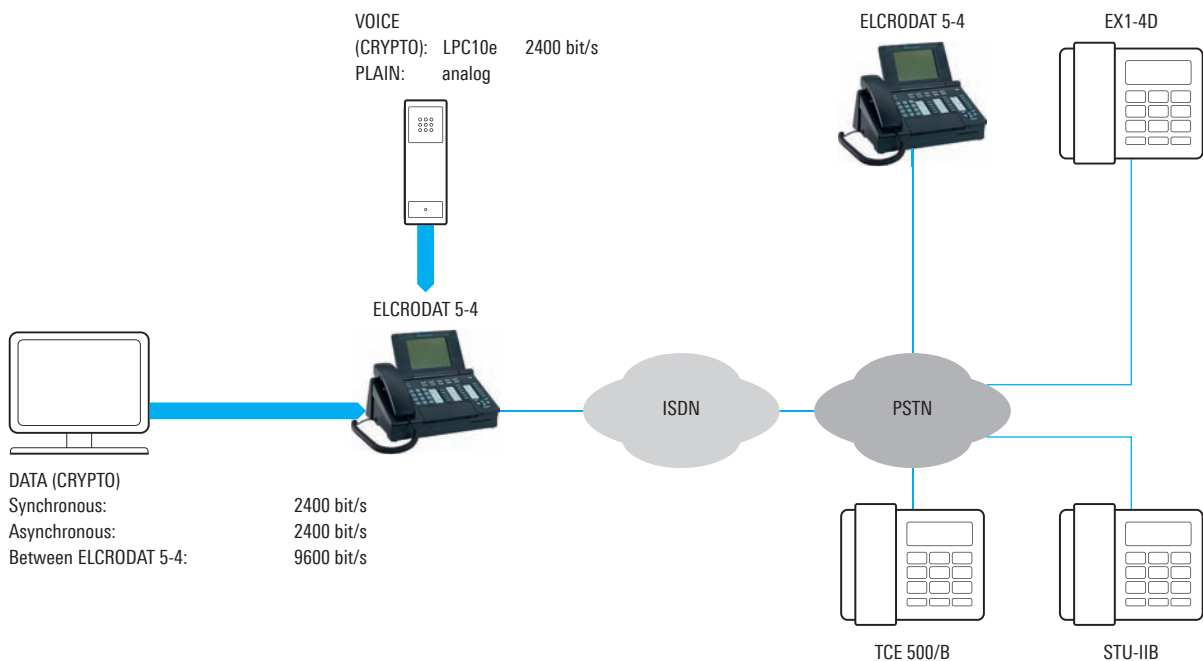 VOICE
(CRYPTO): LPC10e 2400 bit/s
PLAIN: analog
ELCRODAT 5-4
EX1-4D
ELCRODAT 5-4
ISDN
PSTN
DATA (CRYPTO)
Synchronous: 2400 bit/s
Asynchronous: 2400 bit/s
Between ELCRODAT 5-4: 9600 bit/s
TCE 500/B
STU-IIB